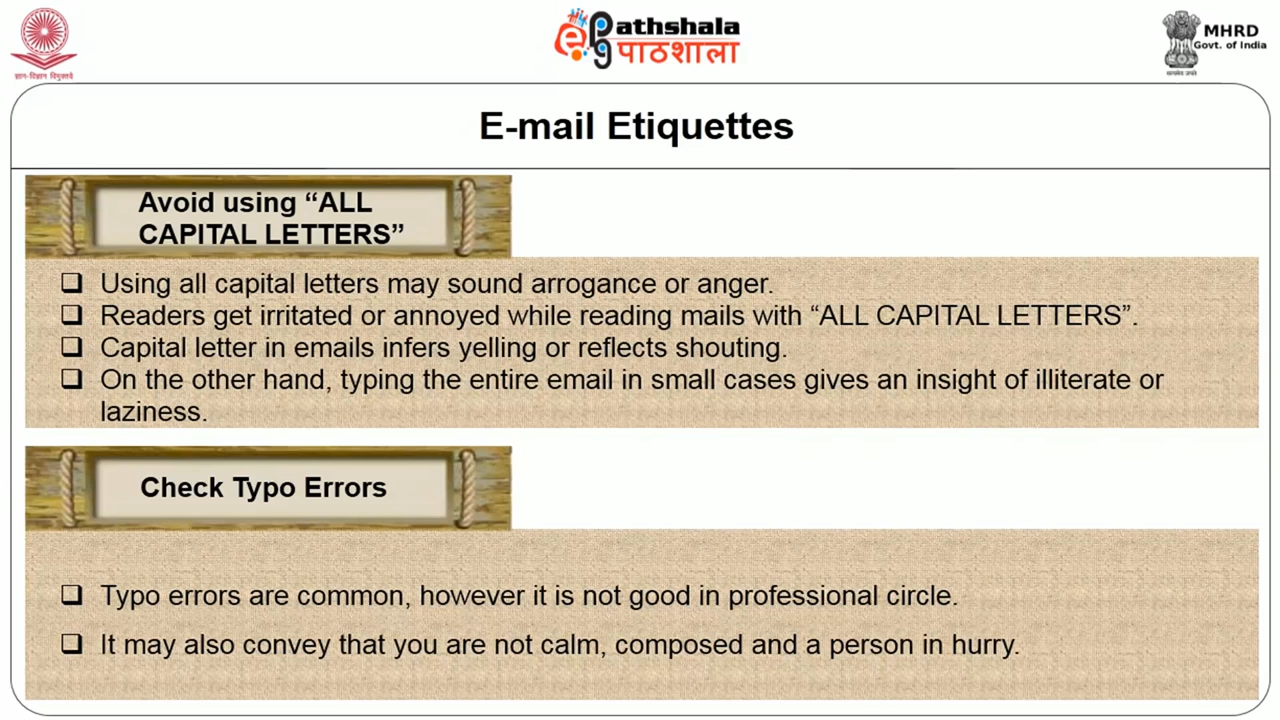 ज्ञान-विज्ञान विमुक्तये
ePathshala
पाठशाला
MHRD
Govt. of India
सत्यमेव जयते
E-mail Etiquettes
Avoid using “ALL
CAPITAL LETTERS”
❑ Using all capital letters may sound arrogance or anger.
❑ Readers get irritated or annoyed while reading mails with “ALL CAPITAL LETTERS”.
❑ Capital letter in emails infers yelling or reflects shouting.
❑ On the other hand, typing the entire email in small cases gives an insight of illiterate or
laziness.
Check Typo Errors
❑ Typo errors are common, however it is not good in professional circle.
❑ It may also convey that you are not calm, composed and a person in hurry.